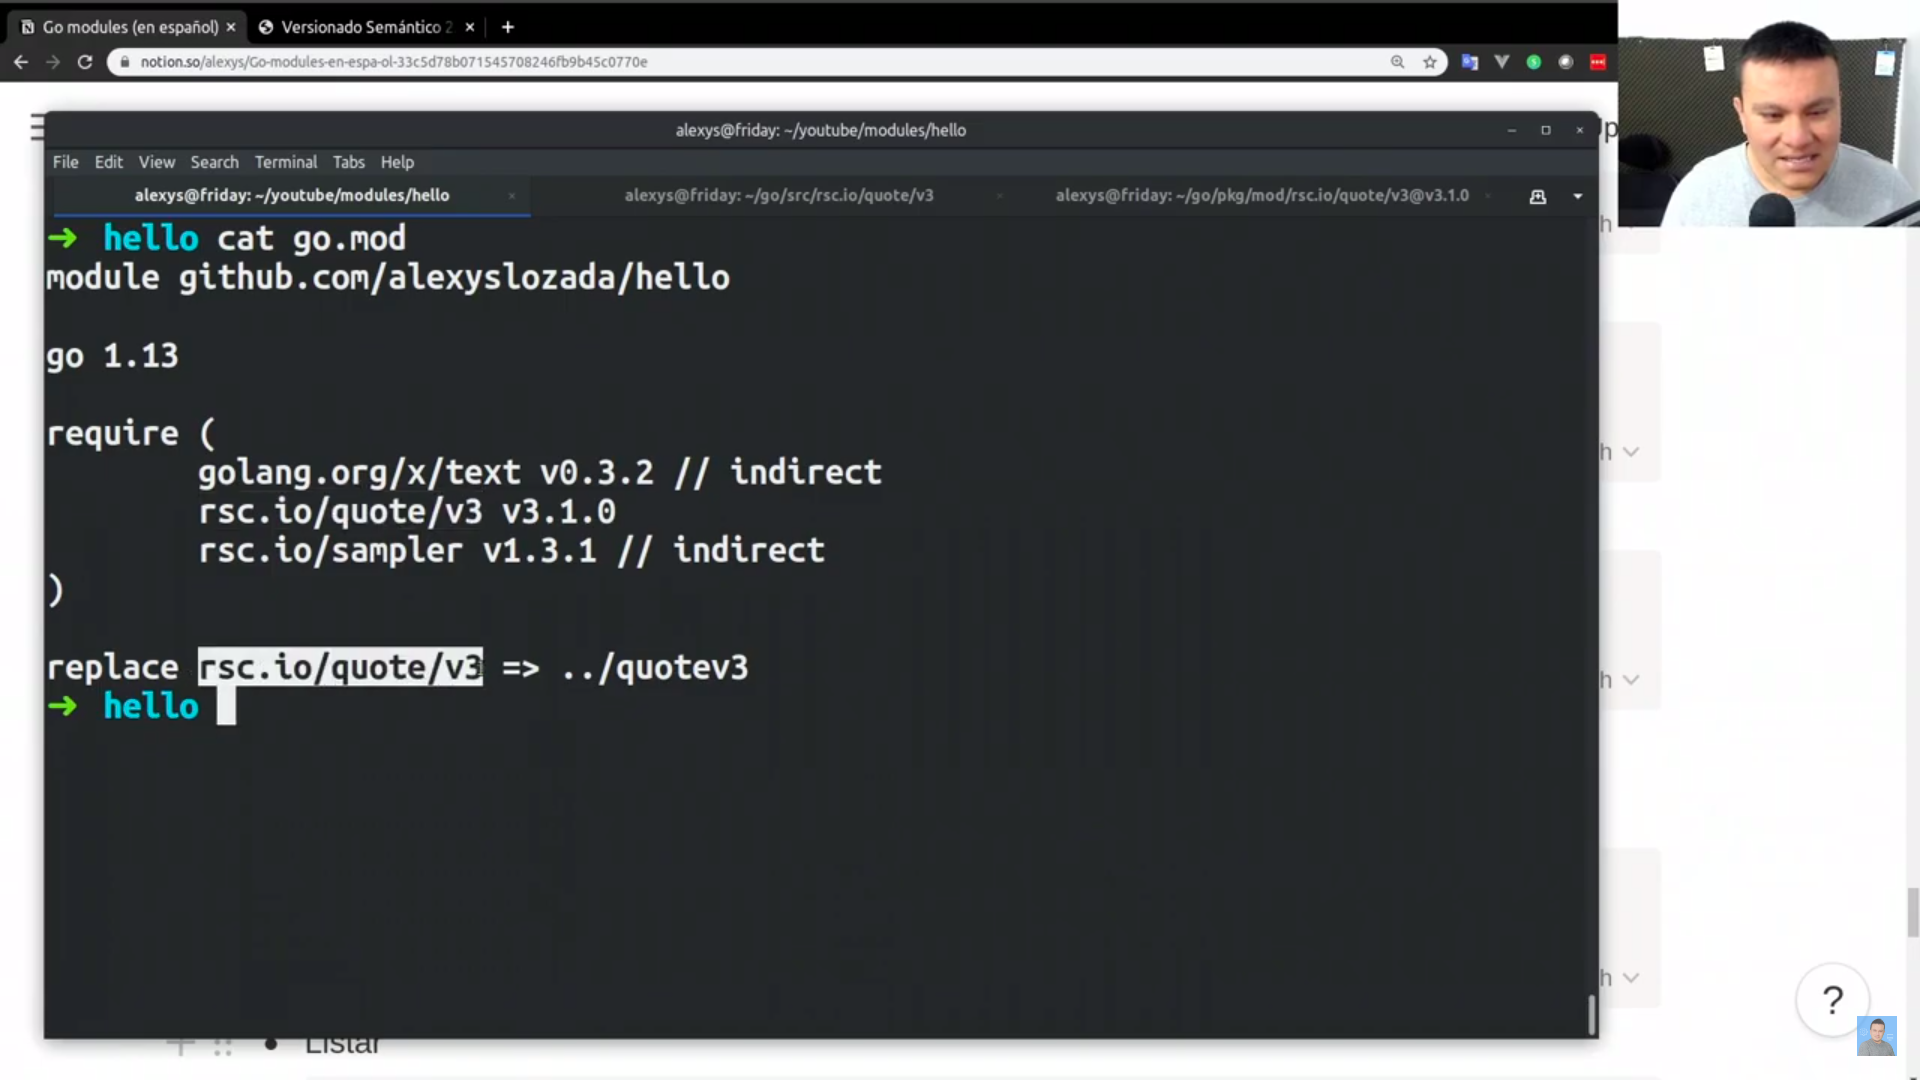 Go modules (en español)
Versionado Semántico 2
notion.so/alexys/Go-modules-en-espa-ol-33c5d78b071545708246fb9b45c0770e
alexys@friday: ~/youtube/modules/hello
File Edit View Search Terminal Tabs Help
alexys@friday: ~/youtube/modules/hello
alexys@friday: ~/go/src/rsc.io/quote/v3
alexys@friday: ~/go/pkg/mod/rsc.io/quote/v3@v3.1.0
➜ hello cat go.mod
module github.com/alexyslozada/hello
go 1.13
require (
golang.org/x/text v0.3.2 // indirect
rsc.io/quote/v3 v3.1.0
rsc.io/sampler v1.3.1 // indirect
)
replace rsc.io/quote/v3 => ../quotev3
➜ hello
h
h
h
h
?
Listar